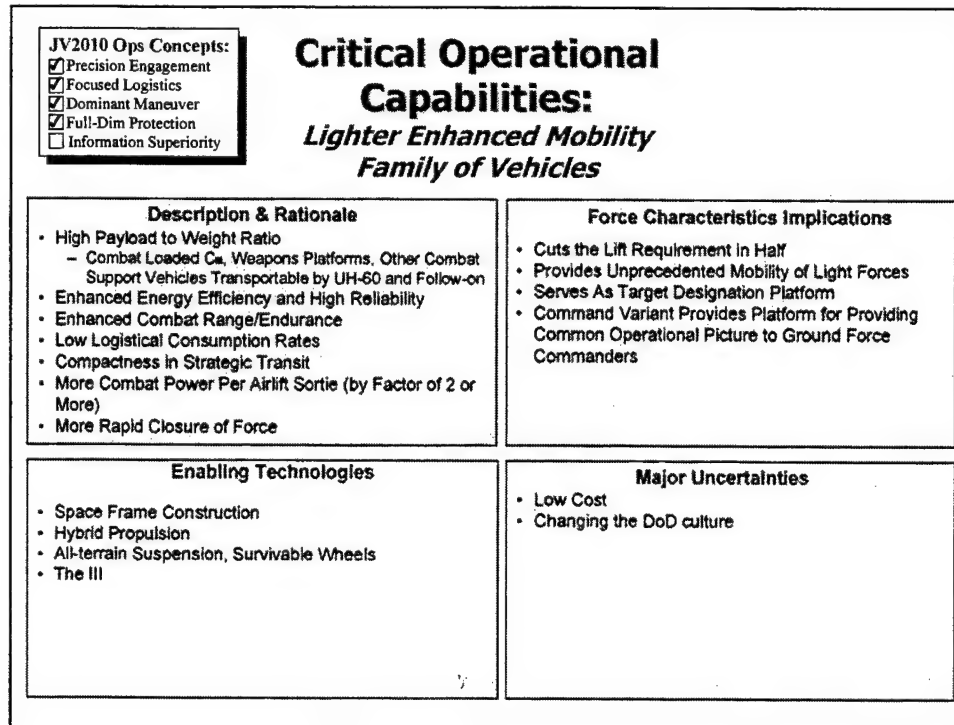 JV2010 Ops Concepts:
☑ Precision Engagement
☑ Focused Logistics
☑ Dominant Maneuver
☑ Full-Dim Protection
☐ Information Superiority
Critical Operational
Capabilities:
Lighter Enhanced Mobility
Family of Vehicles
Description & Rationale
• High Payload to Weight Ratio
– Combat Loaded Weapons Platforms, Other Combat
Support Vehicles Transportable by UH-60 and Follow-on
• Enhanced Energy Efficiency and High Reliability
• Enhanced Combat Range/Endurance
• Low Logistical Consumption Rates
• Compactness in Strategic Transit
• More Combat Power Per Airlift Sortie (by Factor of 2 or
More)
• More Rapid Closure of Force
Force Characteristics Implications
• Cuts the Lift Requirement in Half
• Provides Unprecedented Mobility of Light Forces
• Serves As Target Designation Platform
• Command Variant Provides Platform for Providing
Common Operational Picture to Ground Force
Commanders
Enabling Technologies
• Space Frame Construction
• Hybrid Propulsion
• All-terrain Suspension, Survivable Wheels
• The III
Major Uncertainties
• Low Cost
• Changing the DoD culture